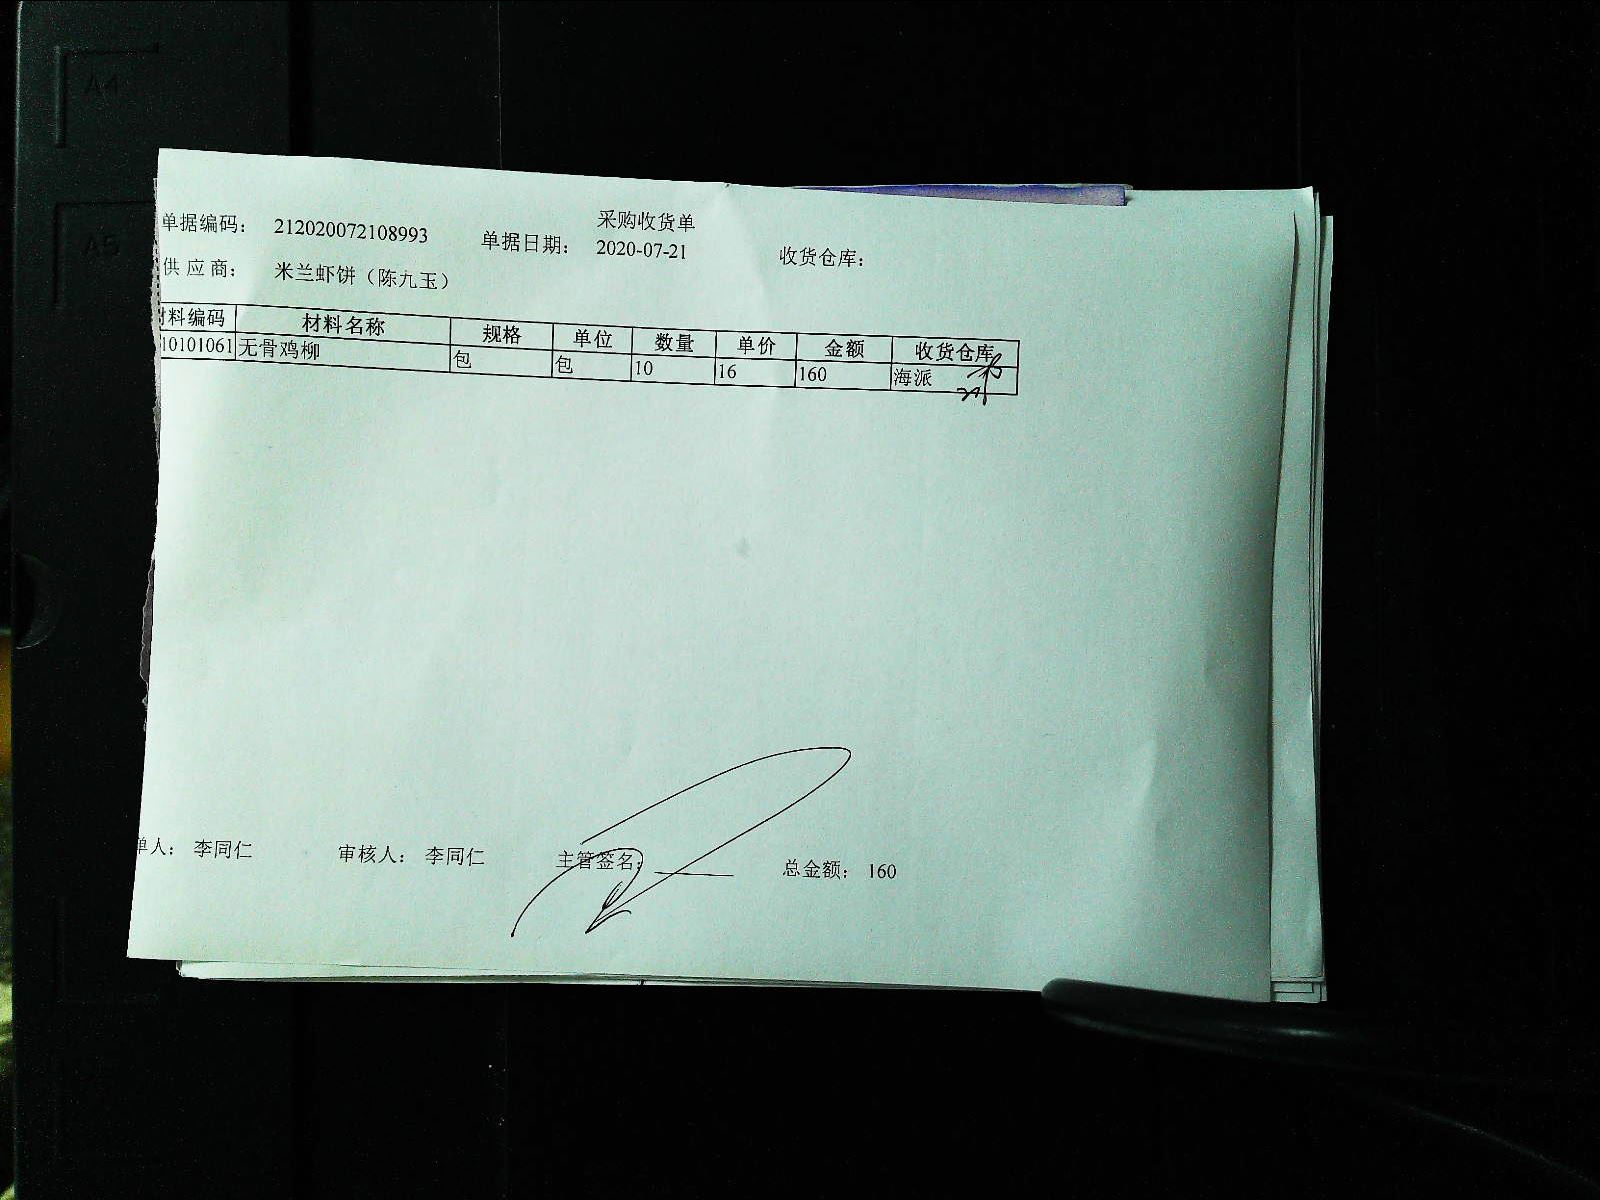 采购收货单
单据编码： 212020072108993 单据日期： 2020-07-21 收货仓库：
供应商： 米兰虾饼（陈九玉）
材料编码 材料名称 规格 单位 数量 单价 金额 收货仓库
10101061 无骨鸡柳 包 包 10 16 160 海派
单人： 李同仁 审核人： 李同仁 主管签名： 总金额： 160
A4
A5